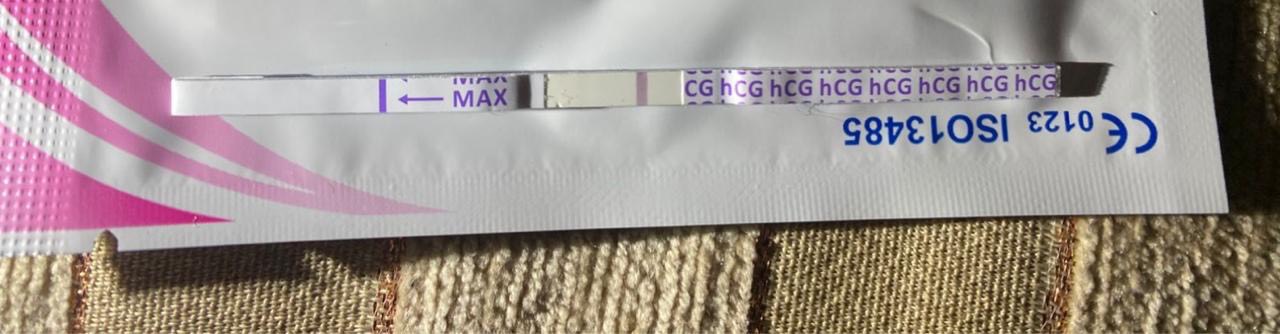 MAX
← MAX
CG hCG hCG hCG hCG hCG hCG hCG
CE 0123 ISO13485